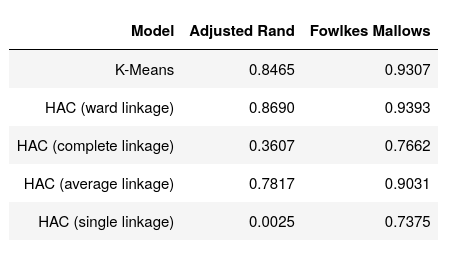 Model Adjusted Rand Fowlkes Mallows
K-Means 0.8465 0.9307
HAC (ward linkage) 0.8690 0.9393
HAC (complete linkage) 0.3607 0.7662
HAC (average linkage) 0.7817 0.9031
HAC (single linkage) 0.0025 0.7375